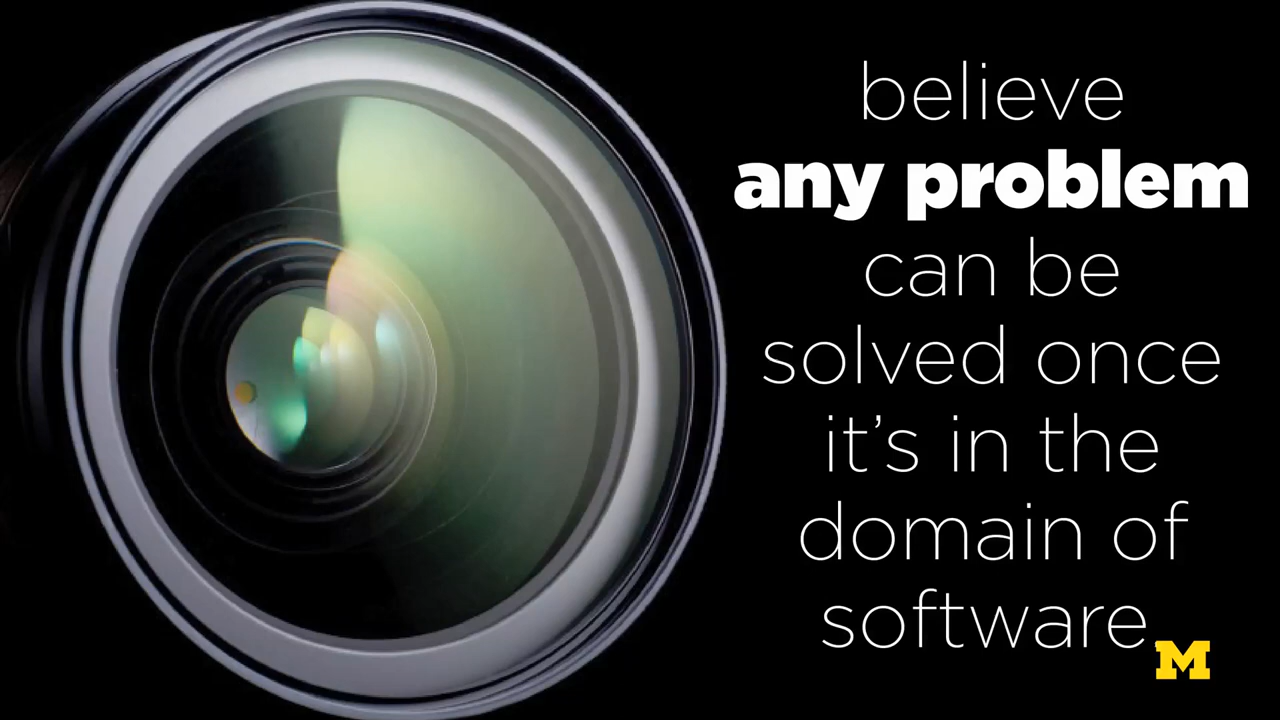 believe
any problem
can be
solved once
it's in the
domain of
software
M